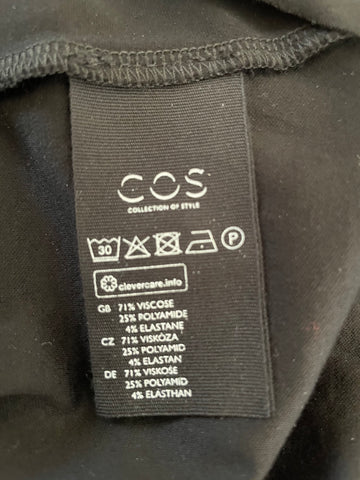 COS
COLLECTION OF STYLE
30 P
clevercare.info
GB 71% VISCOSE
25% POLYAMIDE
4% ELASTANE
CZ 71% VISKÓZA
25% POLYAMID
4% ELASTAN
DE 71% VISKOSE
25% POLYAMID
4% ELASTHAN